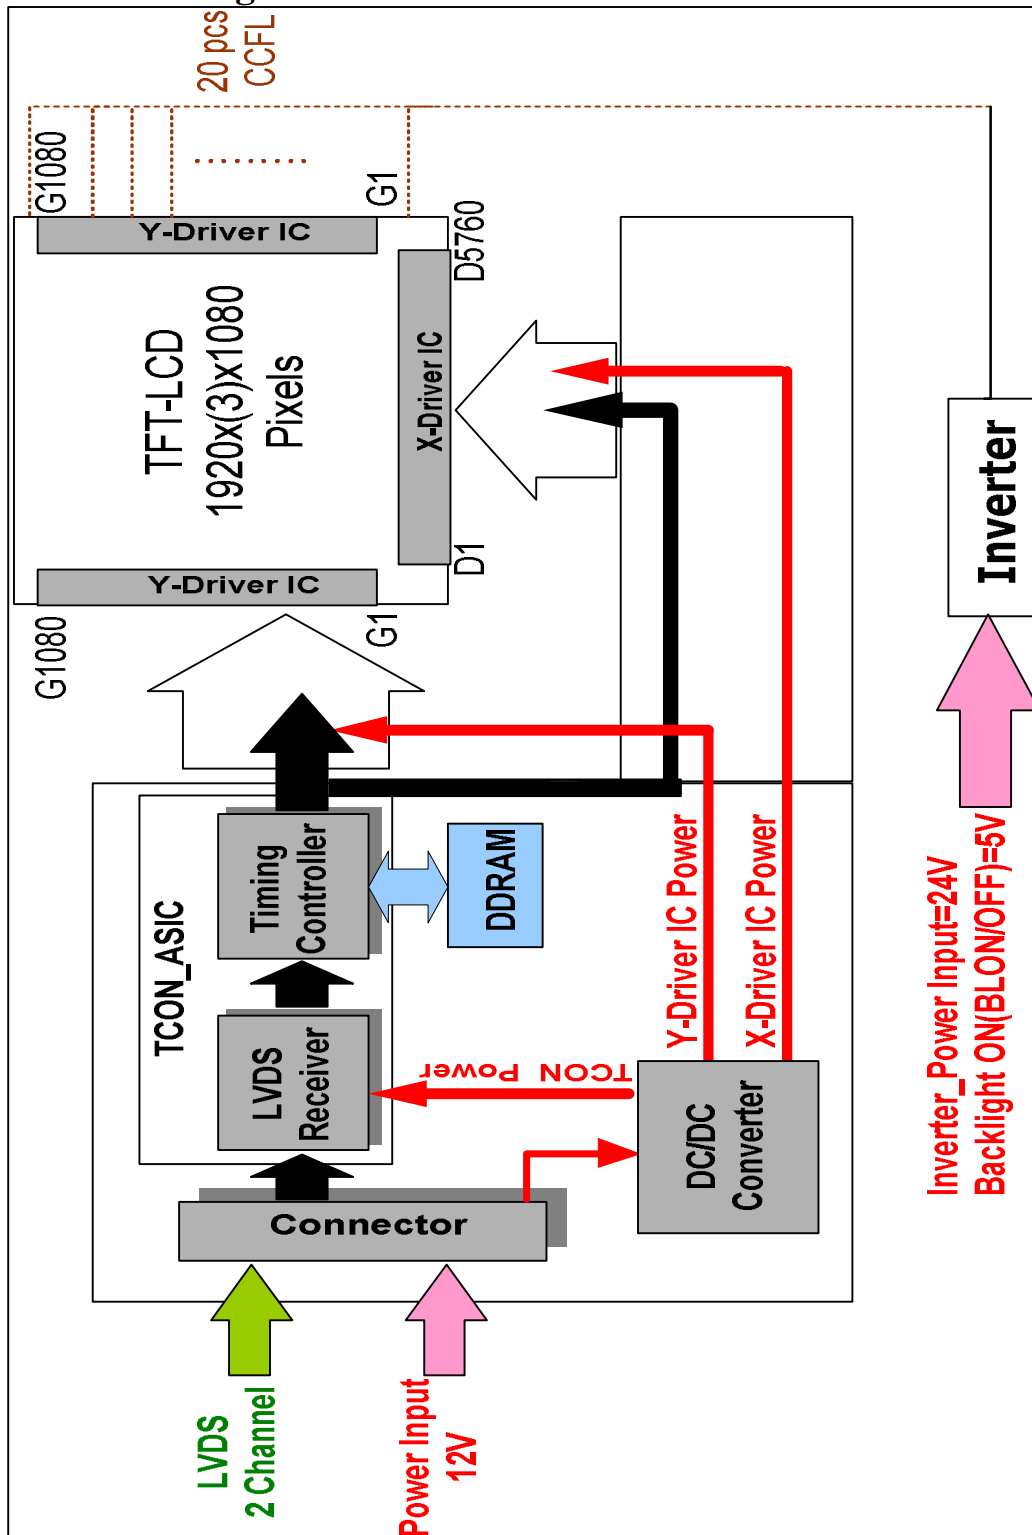 20 pcs
CCFL
G1080
G1
Y-Driver IC
TFT-LCD
1920x(3)x1080
Pixels
X-Driver IC
D5760
D1
Y-Driver IC
G1080
G1
TCON_ASIC
Timing
Controller
DDRAM
LVDS
Receiver
TCON Power
Y-Driver IC Power
X-Driver IC Power
DC/DC
Converter
Connector
LVDS
2 Channel
Power Input
12V
Inverter
Inverter_Power Input=24V
Backlight ON(BLON/OFF)=5V